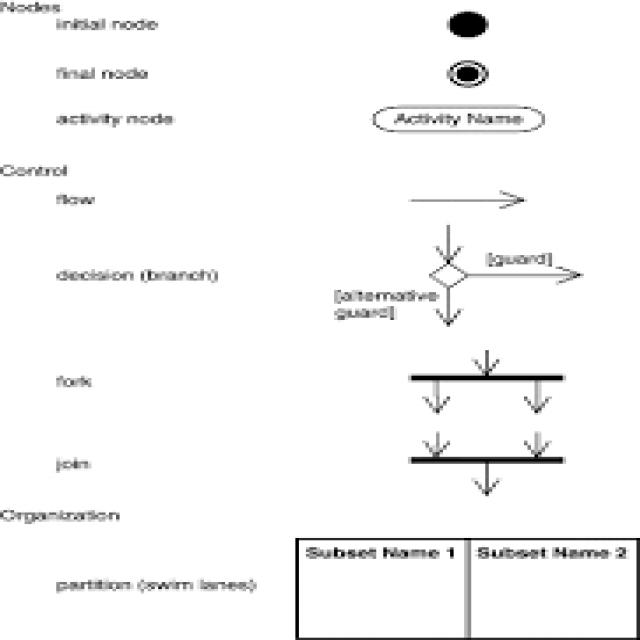 Nodes
initial node
final node
activity node
Activity Name
Control
flow
decision (branch)
[guard]
[alternative
guard]
fork
join
Organization
partition (swim lanes)
Subset Name 1
Subset Name 2